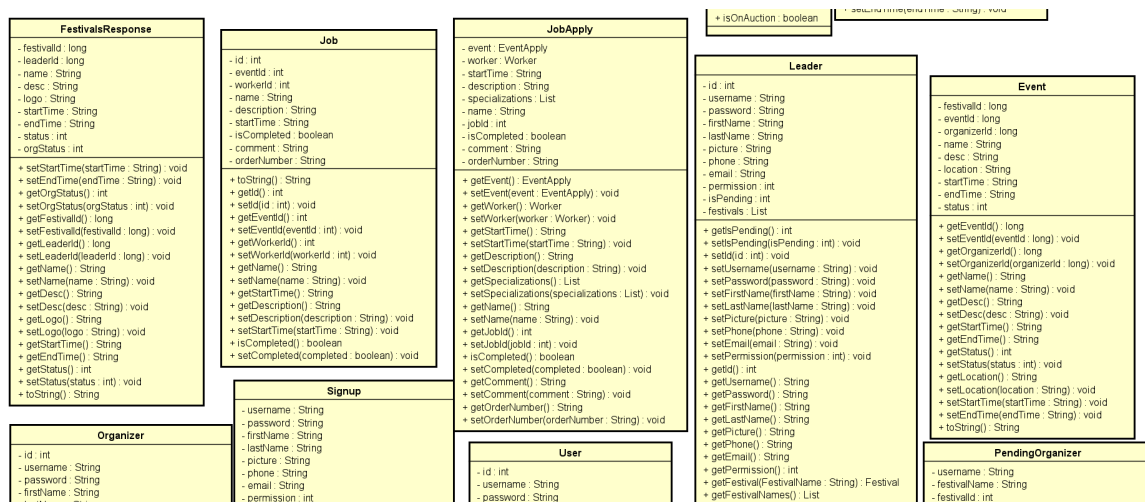 FestivalsResponse
- festivalId : long
- leaderId : long
- name : String
- desc : String
- logo : String
- startTime : String
- endTime : String
- status : int
- orgStatus : int
+ setStartTime(startTime : String) : void
+ setEndTime(endTime : String) : void
+ getOrgStatus() : int
+ setOrgStatus(orgStatus : int) : void
+ getFestivalId() : long
+ setFestivalId(festivalId : long) : void
+ getLeaderId() : long
+ setLeaderId(leaderId : long) : void
+ getName() : String
+ setName(name : String) : void
+ getDesc() : String
+ setDesc(desc : String) : void
+ getLogo() : String
+ setLogo(logo : String) : void
+ getStartTime() : String
+ getEndTime() : String
+ getStatus() : int
+ setStatus(status : int) : void
+ toString() : String
Job
- id : int
- eventId : int
- workerId : int
- name : String
- description : String
- startTime : String
- isCompleted : boolean
- comment : String
- orderNumber : String
+ toString() : String
+ getId() : int
+ setId(id : int) : void
+ getEventId() : int
+ setEventId(eventId : int) : void
+ getWorkerId() : int
+ setWorkerId(workerId : int) : void
+ getName() : String
+ setName(name : String) : void
+ getStartTime() : String
+ getDescription() : String
+ setDescription(description : String) : void
+ setStartTime(startTime : String) : void
+ isCompleted() : boolean
+ setCompleted(completed : boolean) : void
JobApply
- event : EventApply
- worker : Worker
- startTime : String
- description : String
- specializations : List
- name : String
- jobId : int
- isCompleted : boolean
- comment : String
- orderNumber : String
+ getEvent() : EventApply
+ setEvent(event : EventApply) : void
+ getWorker() : Worker
+ setWorker(worker : Worker) : void
+ getStartTime() : String
+ setStartTime(startTime : String) : void
+ getDescription() : String
+ setDescription(description : String) : void
+ getSpecializations() : List
+ setSpecializations(specializations : List) : void
+ getName() : String
+ setName(name : String) : void
+ getJobId() : int
+ setJobId(jobId : int) : void
+ isCompleted() : boolean
+ setCompleted(completed : boolean) : void
+ getComment() : String
+ setComment(comment : String) : void
+ getOrderNumber() : String
+ setOrderNumber(orderNumber : String) : void
+ isOnAuction : boolean
+ setEndTime(endTime : String) : void
Leader
- id : int
- username : String
- password : String
- firstName : String
- lastName : String
- picture : String
- phone : String
- email : String
- permission : int
- isPending : int
- festivals : List
+ getIsPending() : int
+ setIsPending(isPending : int) : void
+ setId(id : int) : void
+ setUsername(username : String) : void
+ setPassword(password : String) : void
+ setFirstName(firstName : String) : void
+ setLastName(lastName : String) : void
+ setPicture(picture : String) : void
+ setPhone(phone : String) : void
+ setEmail(email : String) : void
+ setPermission(permission : int) : void
+ getId() : int
+ getUsername() : String
+ getPassword() : String
+ getFirstName() : String
+ getLastName() : String
+ getPicture() : String
+ getPhone() : String
+ getEmail() : String
+ getPermission() : int
+ getFestival(FestivalName : String) : Festival
+ getFestivalNames() : List
Event
- festivalId : long
- eventId : long
- organizerId : long
- name : String
- desc : String
- location : String
- startTime : String
- endTime : String
- status : int
+ getEventId() : long
+ setEventId(eventId : long) : void
+ getOrganizerId() : long
+ setOrganizerId(organizerId : long) : void
+ getName() : String
+ setName(name : String) : void
+ getDesc() : String
+ setDesc(desc : String) : void
+ getStartTime() : String
+ getEndTime() : String
+ getStatus() : int
+ setStatus(status : int) : void
+ getLocation() : String
+ setLocation(location : String) : void
+ setStartTime(startTime : String) : void
+ setEndTime(endTime : String) : void
+ toString() : String
Organizer
- id : int
- username : String
- password : String
- firstName : String
Signup
- username : String
- password : String
- firstName : String
- lastName : String
- picture : String
- phone : String
- email : String
- permission : int
User
- id : int
- username : String
- password : String
PendingOrganizer
- username : String
- festivalName : String
- festivalId : int